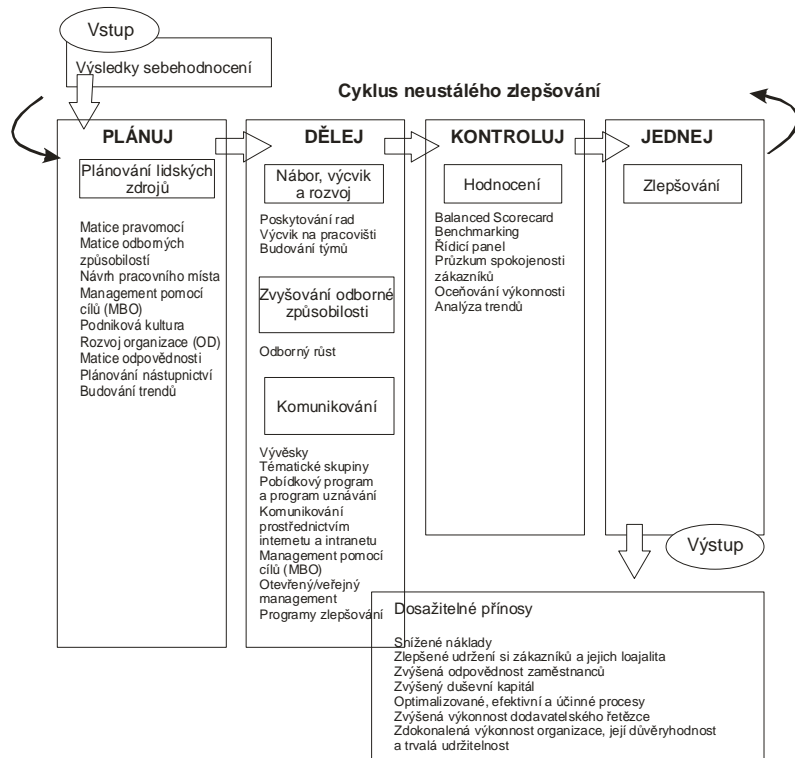 Vstup
Výsledky sebehodnocení
Cyklus neustálého zlepšování
PLÁNUJ
Plánování lidských
zdrojů
Matice pravomocí
Matice odborných
způsobilostí
Návrh pracovního místa
Management pomocí
cílů (MBO)
Podniková kultura
Rozvoj organizace (OD)
Matice odpovědnosti
Plánování nástupnictví
Budování trendů
DĚLEJ
Nábor, výcvik
a rozvoj
Poskytování rad
Výcvik na pracovišti
Budování týmů
Zvyšování odborné
způsobilosti
Odborný růst
Komunikování
Vývěsky
Tématické skupiny
Pobídkový program
a program uznávání
Komunikování
prostřednictvím
internetu a intranetu
Management pomocí
cílů (MBO)
Otevřený/veřejný
management
Programy zlepšování
KONTROLUJ
Hodnocení
Balanced Scorecard
Benchmarking
Řídicí panel
Průzkum spokojenosti
zákazníků
Oceňování výkonnosti
Analýza trendů
JEDNEJ
Zlepšování
Výstup
Dosažitelné přínosy
Snížené náklady
Zlepšené udržení si zákazníků a jejich loajalita
Zvýšená odpovědnost zaměstnanců
Zvýšený duševní kapitál
Optimalizované, efektivní a účinné procesy
Zvýšená výkonnost dodavatelského řetězce
Zdokonalená výkonnost organizace, její důvěryhodnost
a trvalá udržitelnost